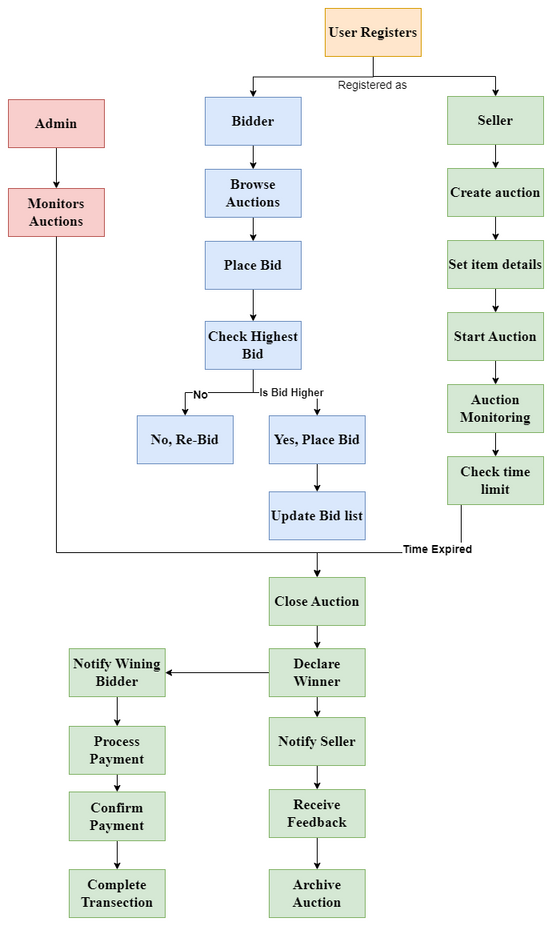 User Registers
Registered as
Admin
Bidder
Seller
Monitors
Auctions
Browse
Auctions
Create auction
Place Bid
Set item details
Check Highest
Bid
Start Auction
No
Is Bid Higher
Auction
Monitoring
No, Re-Bid
Yes, Place Bid
Check time
limit
Update Bid list
Time Expired
Close Auction
Notify Wining
Bidder
Declare
Winner
Process
Payment
Notify Seller
Confirm
Payment
Receive
Feedback
Complete
Transection
Archive
Auction